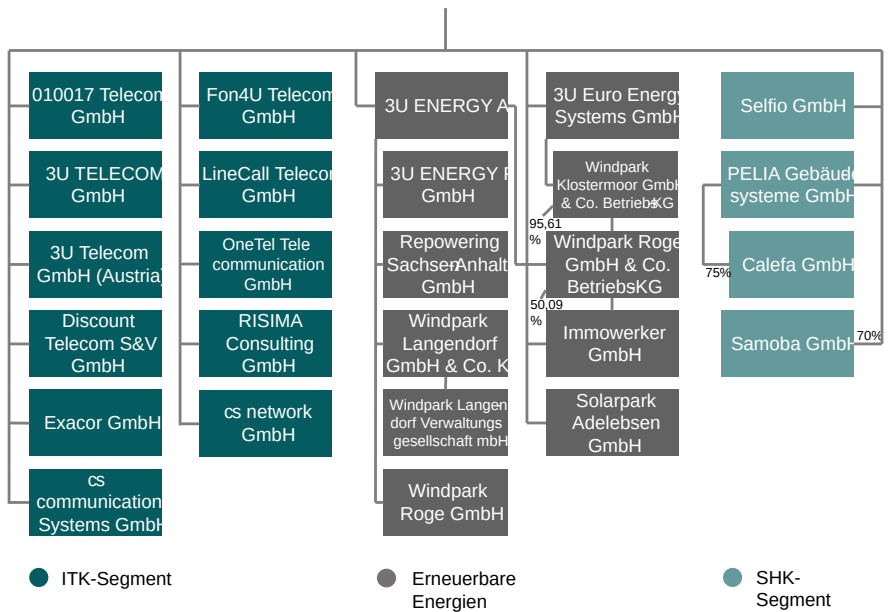 010017 Telecom
GmbH
3U TELECOM
GmbH
3U Telecom
GmbH (Austria)
Discount
Telecom S&V
GmbH
Exacor GmbH
cs
communication
Systems GmbH
Fon4U Telecom
GmbH
LineCall Telecom
GmbH
OneTel Tele
communication
GmbH
RISIMA
Consulting
GmbH
cs network
GmbH
3U ENERGY A
3U ENERGY P
GmbH
Repowering
Sachsen-Anhalt
GmbH
Windpark
Langendorf
GmbH & Co. K
Windpark Langen-
dorf Verwaltungs
gesellschaft mbH
Windpark
Roge GmbH
3U Euro Energy
Systems GmbH
Windpark
Klostermoor GmbH
& Co. Betriebs-KG
95,61
%
Windpark Roge
GmbH & Co.
Betriebs-KG
50,09
%
Immowerker
GmbH
Solarpark
Adelebsen
GmbH
Selfio GmbH
PELIA Gebäude-
systeme GmbH
75%
Calefa GmbH
Samoba GmbH
70%
ITK-Segment
Erneuerbare
Energien
SHK-
Segment